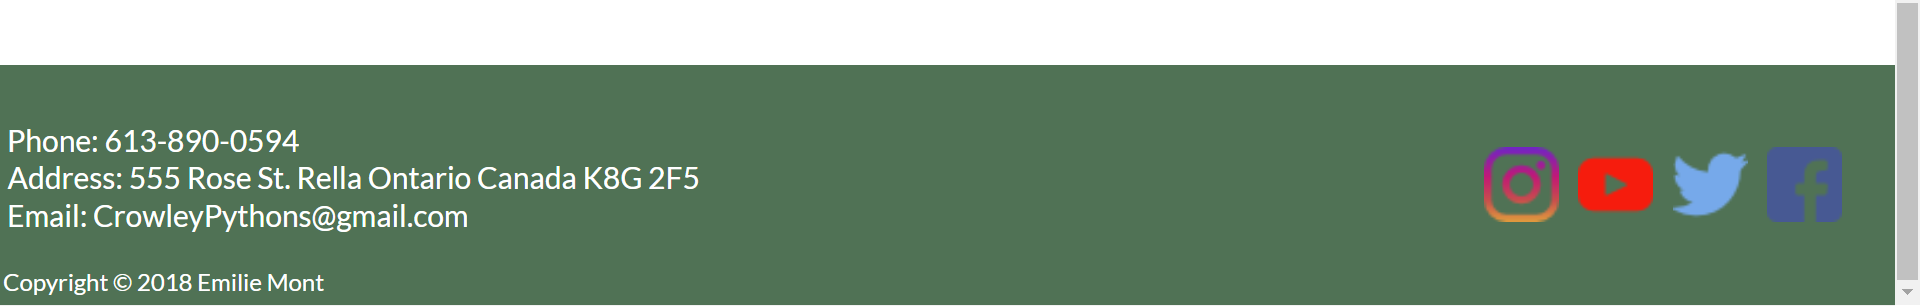 Phone: 613-890-0594
Address: 555 Rose St. Rella Ontario Canada K8G 2F5
Email: CrowleyPythons@gmail.com
Copyright © 2018 Emilie Mont